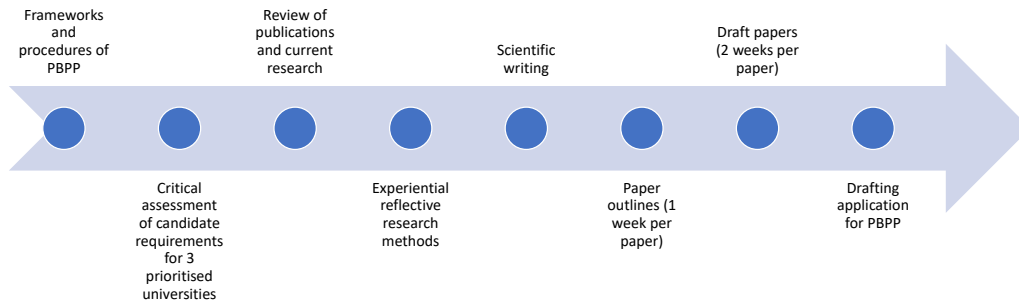 Frameworks
and
procedures of
PBPP
Critical
assessment
of candidate
requirements
for 3
prioritised
universities
Review of
publications
and current
research
Experiential
reflective
research
methods
Scientific
writing
Paper
outlines (1
week per
paper)
Draft papers
(2 weeks per
paper)
Drafting
application
for PBPP